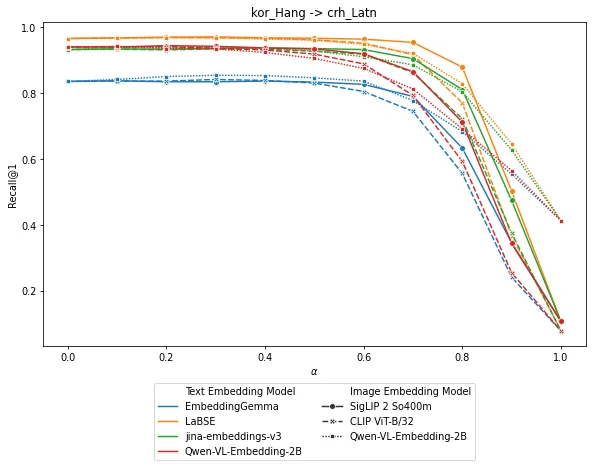 kor_Hang -> crh_Latn
Recall@1
1.0
0.8
0.6
0.4
0.2
0.0 0.2 0.4 0.6 0.8 1.0
α
Text Embedding Model
EmbeddingGemma
LaBSE
jina-embeddings-v3
Qwen-VL-Embedding-2B
Image Embedding Model
SigLIP 2 So400m
CLIP ViT-B/32
Qwen-VL-Embedding-2B